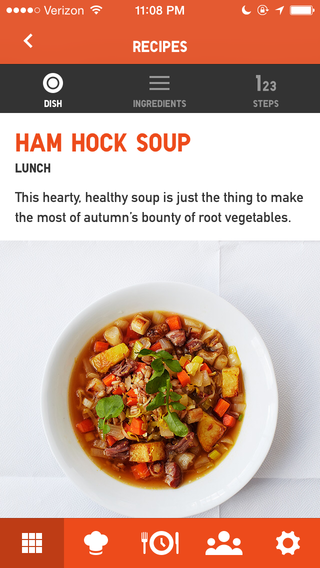 Verizon 11:08 PM
RECIPES
DISH INGREDIENTS 123 STEPS
HAM HOCK SOUP
LUNCH
This hearty, healthy soup is just the thing to make
the most of autumn's bounty of root vegetables.